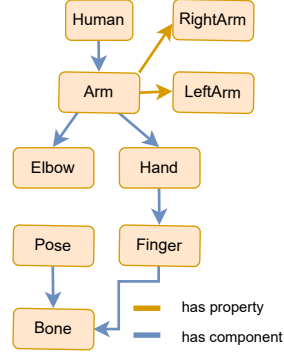 Human
RightArm
Arm
LeftArm
Elbow
Hand
Pose
Finger
has property
Bone
has component